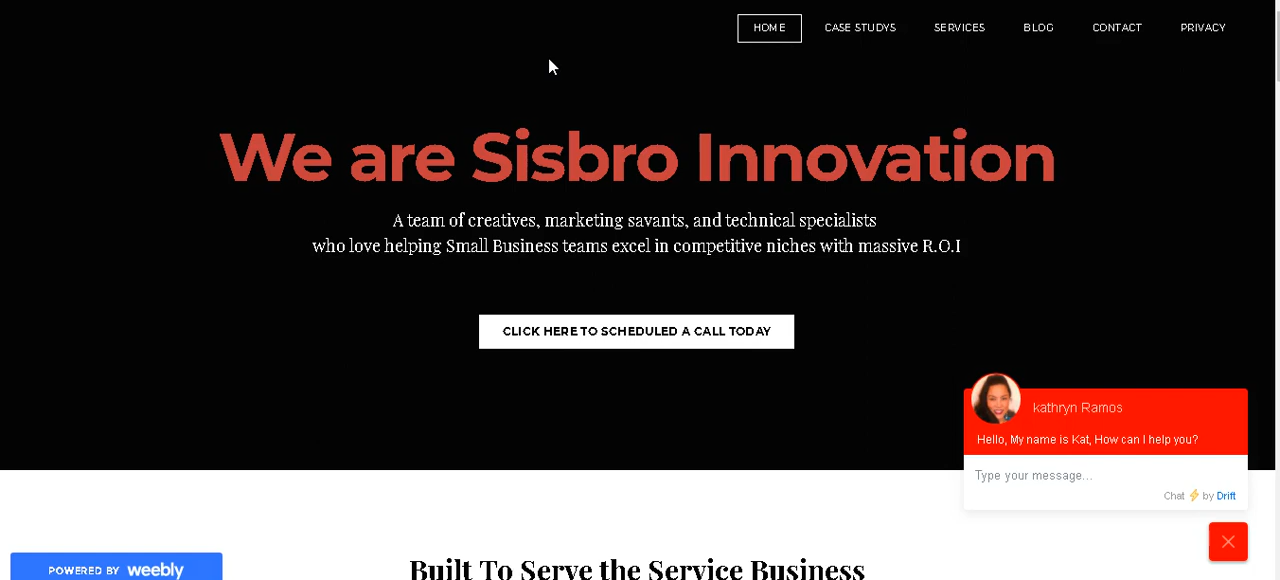 HOME CASE STUDYS SERVICES BLOG CONTACT PRIVACY
We are Sisbro Innovation
A team of creatives, marketing savants, and technical specialists
who love helping Small Business teams excel in competitive niches with massive R.O.I
CLICK HERE TO SCHEDULED A CALL TODAY
kathryn Ramos
Hello, My name is Kat, How can I help you?
Type your message...
Chat ⚡ by Drift
POWERED BY weebly
Built To Serve the Service Business